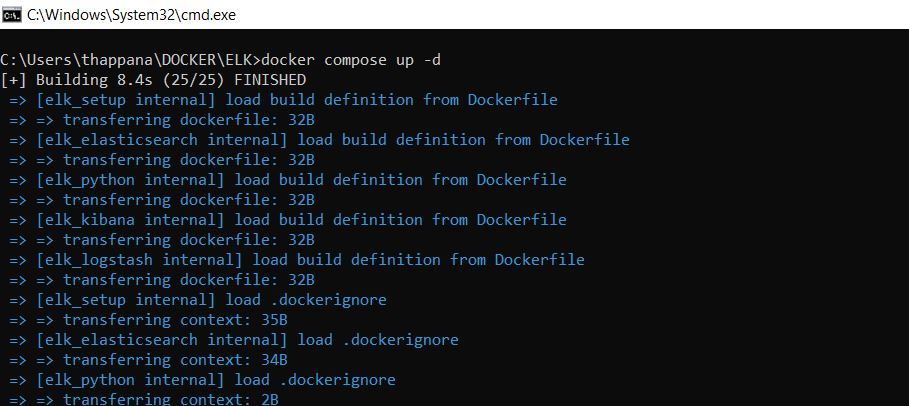 C:\Windows\System32\cmd.exe
C:\Users\thappana\DOCKER\ELK>docker compose up -d
[+] Building 8.4s (25/25) FINISHED
=> [elk_setup internal] load build definition from Dockerfile
=> => transferring dockerfile: 32B
=> [elk_elasticsearch internal] load build definition from Dockerfile
=> => transferring dockerfile: 32B
=> [elk_python internal] load build definition from Dockerfile
=> => transferring dockerfile: 32B
=> [elk_kibana internal] load build definition from Dockerfile
=> => transferring dockerfile: 32B
=> [elk_logstash internal] load build definition from Dockerfile
=> => transferring dockerfile: 32B
=> [elk_setup internal] load .dockerignore
=> => transferring context: 35B
=> [elk_elasticsearch internal] load .dockerignore
=> => transferring context: 34B
=> [elk_python internal] load .dockerignore
=> => transferring context: 2B